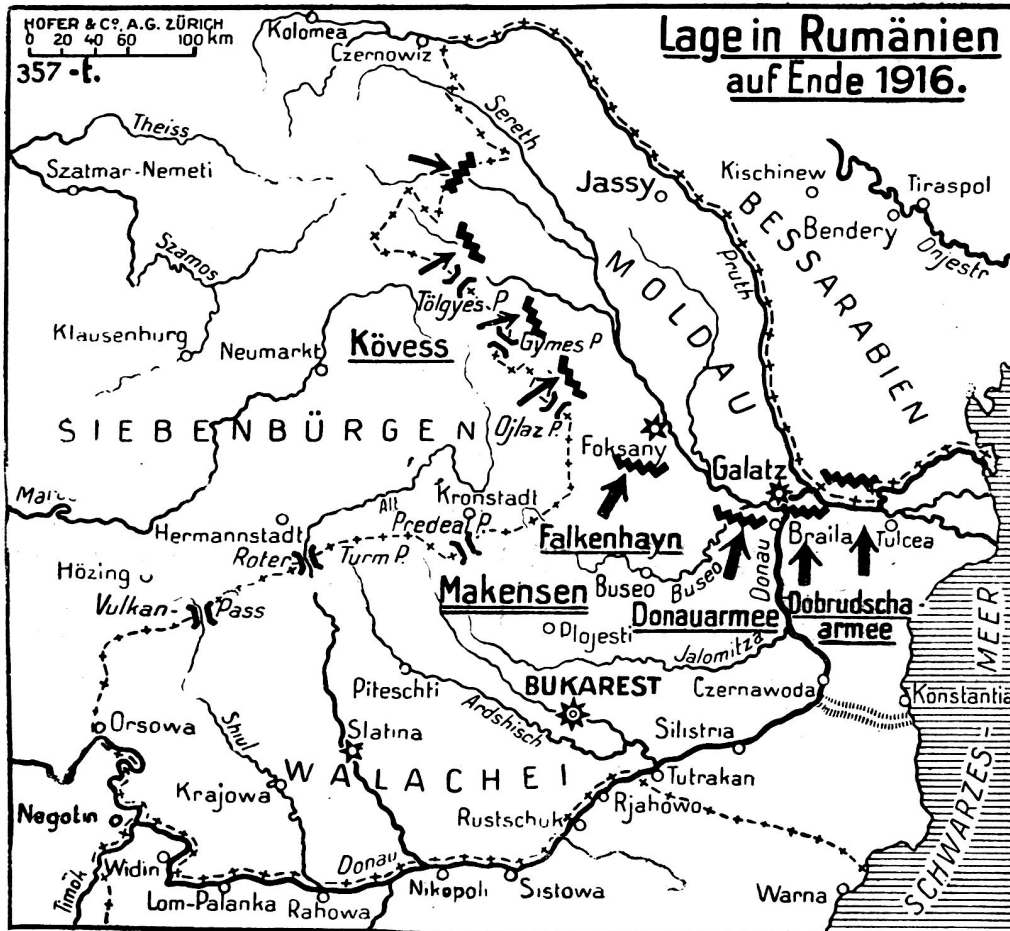 HOFER & Cº. A.G. ZÜRICH
0 20 40 60 100 km
357 -t.
Lage in Rumänien
auf Ende 1916.
Kolomea
Czernowiz
Theiss
Szatmar-Nemeti
Sereth
Jassy
Kischinew
Tiraspol
Bendery
Dnjestr
BESSARABIEN
Pruth
MOLDAU
Szamos
Klausenburg
Neumarkt
Tölgyes-P
Kövess
Gymes P
Ojlaz P.
SIEBENBÜRGEN
Foksany
Galatz
Alt
Kronstadt
Predeal P.
Hermannstadt
Roter-
Turm P.
Falkenhayn
Braila
Tulcea
Hözing
Vulkan-
Pass
Makensen
Buseo
Buseo
Donau
Donauarmee
Dobrudscha-
armee
Plojesti
Jalomitza
Piteschti
BUKAREST
Czernawoda
Konstantia
Ardshisch
Orsowa
Shiul
Slatina
Silistria
WALACHEI
Tutrakan
Krajowa
Rjahowo
Negotin
Rustschuk
Widin
Donau
Timok
Lom-Palanka
Rahowa
Nikopoli
Sistowa
Warna
SCHWARZES-MEER